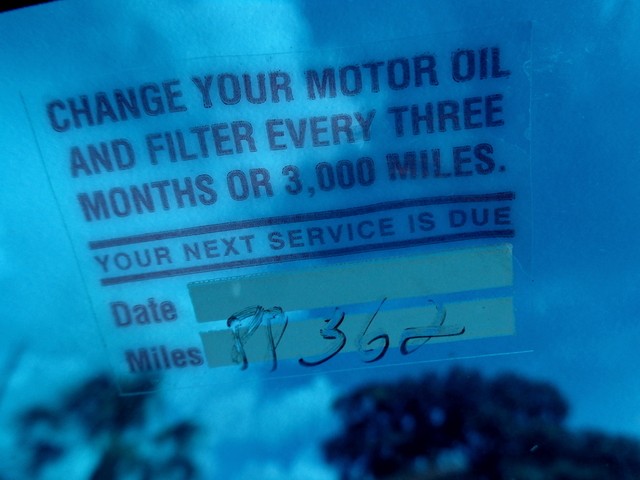 CHANGE YOUR MOTOR OIL
AND FILTER EVERY THREE
MONTHS OR 3,000 MILES.
YOUR NEXT SERVICE IS DUE
Date
Miles 362